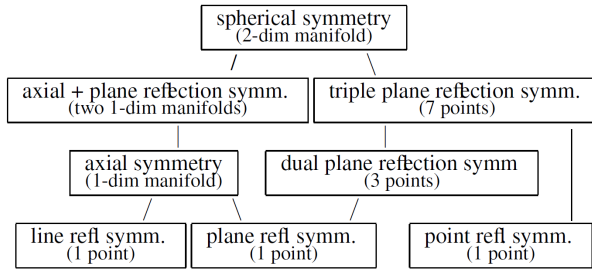 spherical symmetry
(2-dim manifold)
axial + plane reflection symm.
(two 1-dim manifolds)
triple plane reflection symm.
(7 points)
axial symmetry
(1-dim manifold)
dual plane reflection symm
(3 points)
line refl symm.
(1 point)
plane refl symm.
(1 point)
point refl symm.
(1 point)